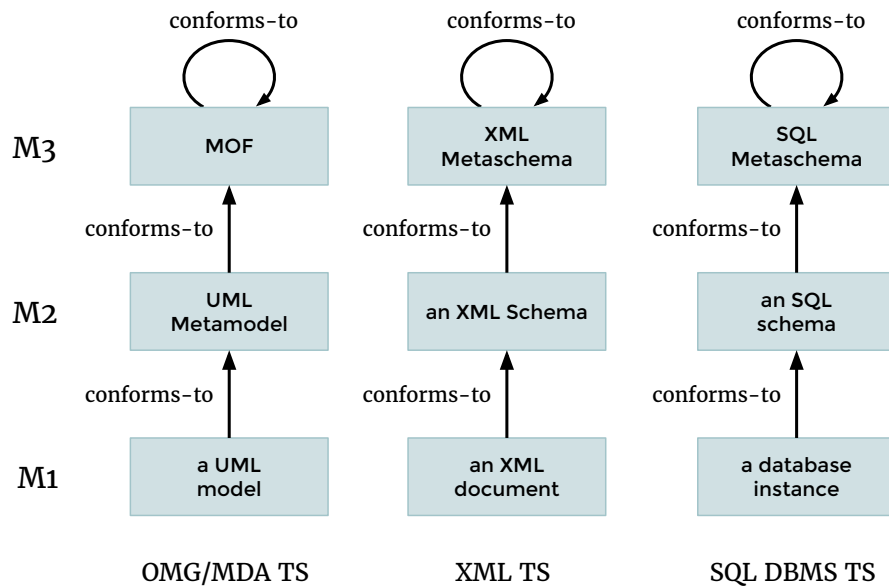 conforms-to conforms-to conforms-to
M3
MOF
XML
Metaschema
SQL
Metaschema
conforms-to conforms-to conforms-to
M2
UML
Metamodel
an XML Schema
an SQL
schema
conforms-to conforms-to conforms-to
M1
a UML
model
an XML
document
a database
instance
OMG/MDA TS XML TS SQL DBMS TS